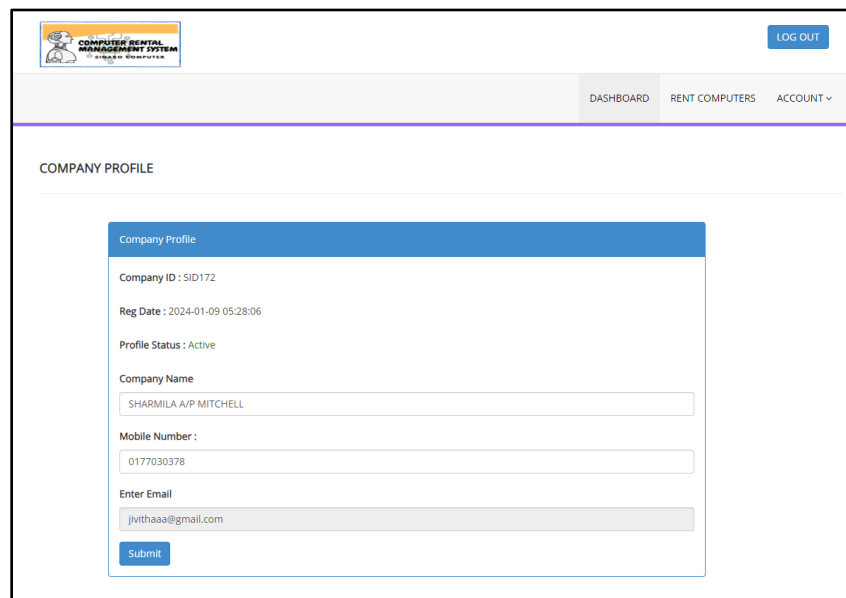 COMPUTER RENTAL
MANAGEMENT SYSTEM
COMPUTER
LOG OUT
DASHBOARD RENT COMPUTERS ACCOUNT
COMPANY PROFILE
Company Profile
Company ID : SID172
Reg Date : 2024-01-09 05:28:06
Profile Status : Active
Company Name
SHARMILA A/P MITCHELL
Mobile Number :
0177030378
Enter Email
jivithaaa@gmail.com
Submit